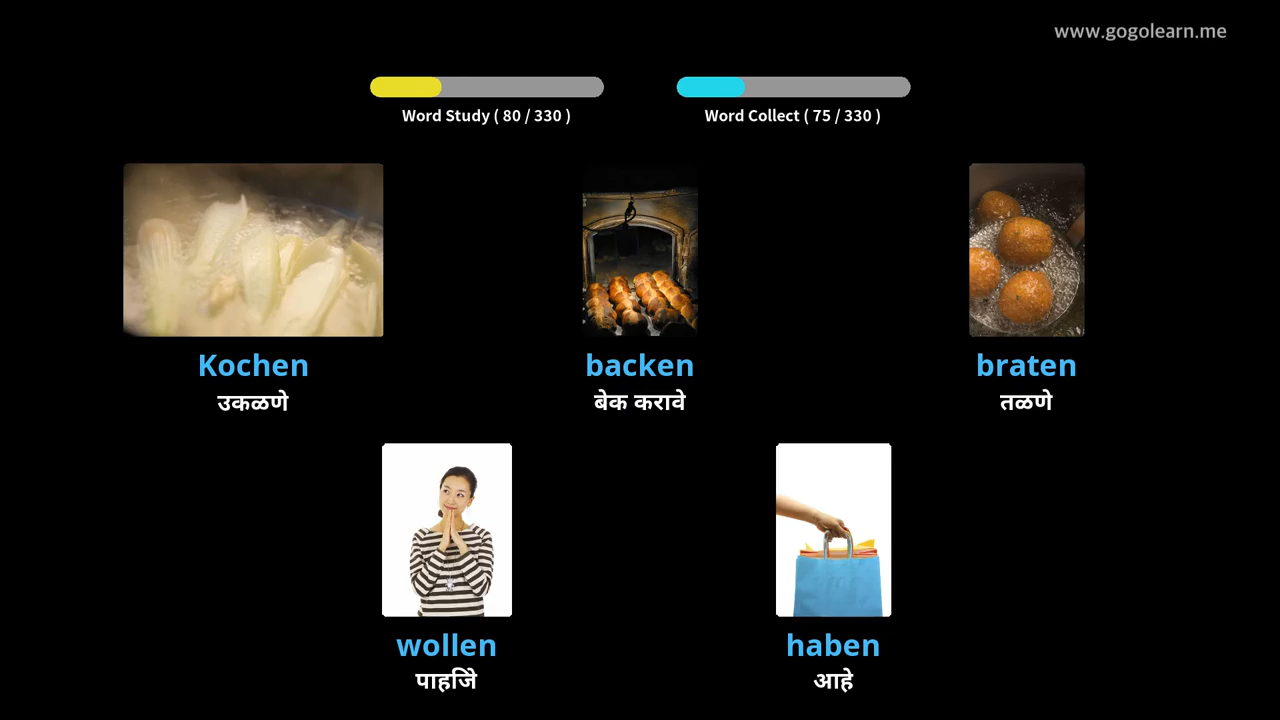 www.gogolearn.me
Word Study ( 80 / 330 )
Word Collect ( 75 / 330 )
Kochen
backen
braten
उकळणे
बेक करावे
तळणे
wollen
haben
पाहिजे
आहे